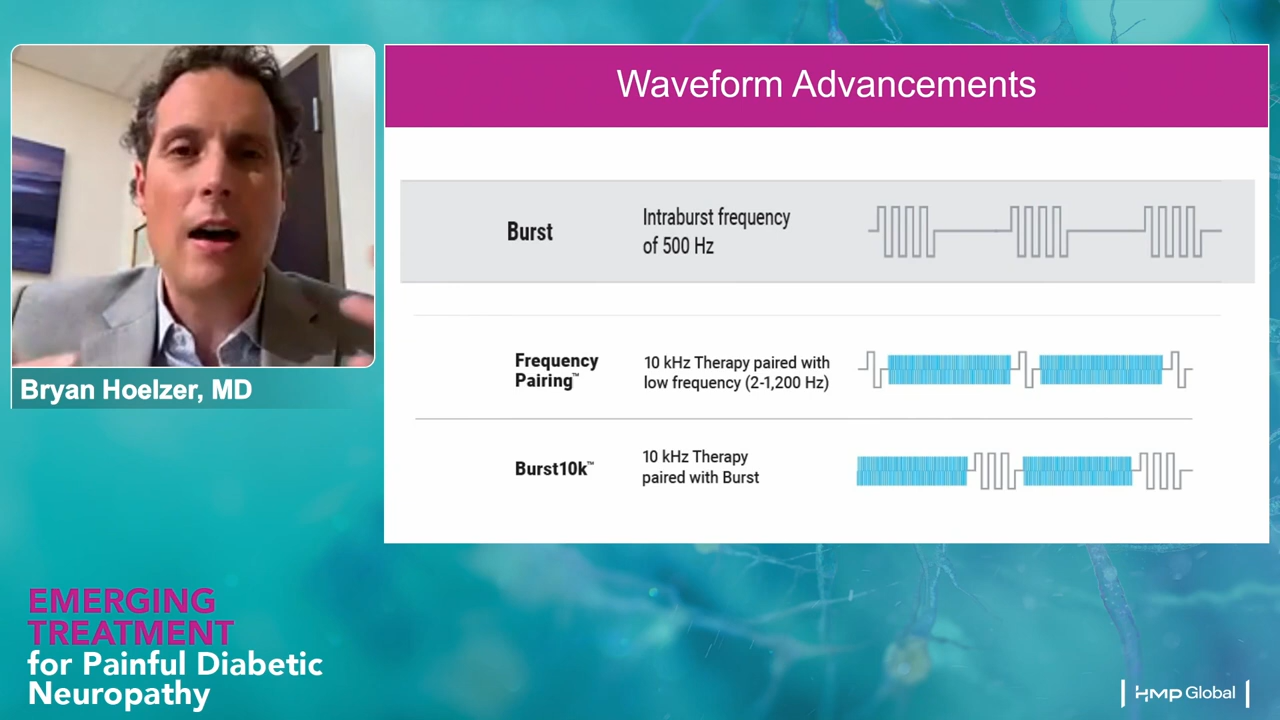 Waveform Advancements
Burst
Intraburst frequency
of 500 Hz
Frequency
Pairing™
10 kHz Therapy paired with
low frequency (2-1,200 Hz)
Burst10k™
10 kHz Therapy
paired with Burst
Bryan Hoelzer, MD
EMERGING
TREATMENT
for Painful Diabetic
Neuropathy
HMP Global